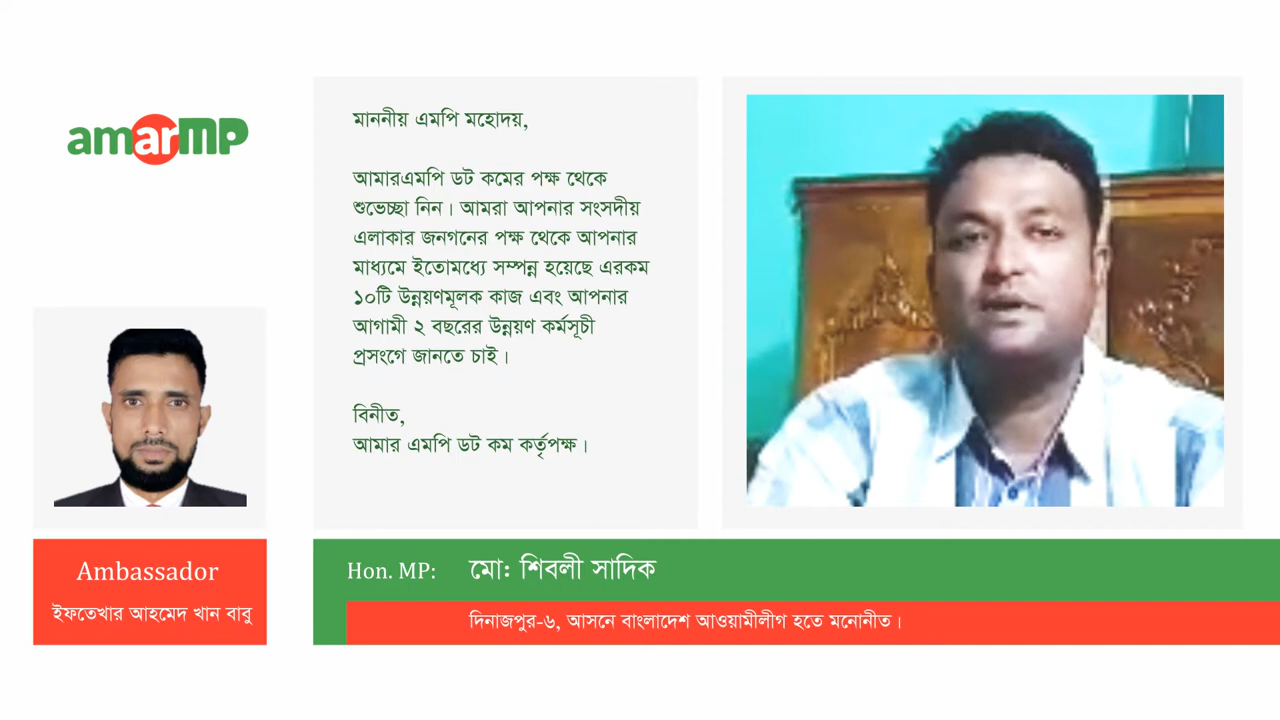 amarMP
মাননীয় এমপি মহোদয়,
আমারএমপি ডট কমের পক্ষ থেকে
শুভেচ্ছা নিন। আমরা আপনার সংসদীয়
এলাকার জনগনের পক্ষ থেকে আপনার
মাধ্যমে ইতোমধ্যে সম্পন্ন হয়েছে এরকম
১০টি উন্নয়ণমূলক কাজ এবং আপনার
আগামী ২ বছরের উন্নয়ণ কর্মসূচী
প্রসংগে জানতে চাই।
বিনীত,
আমার এমপি ডট কম কর্তৃপক্ষ।
Ambassador
ইফতেখার আহমেদ খান বাবু
Hon. MP: মো: শিবলী সাদিক
দিনাজপুর-৬, আসনে বাংলাদেশ আওয়ামীলীগ হতে মনোনীত।